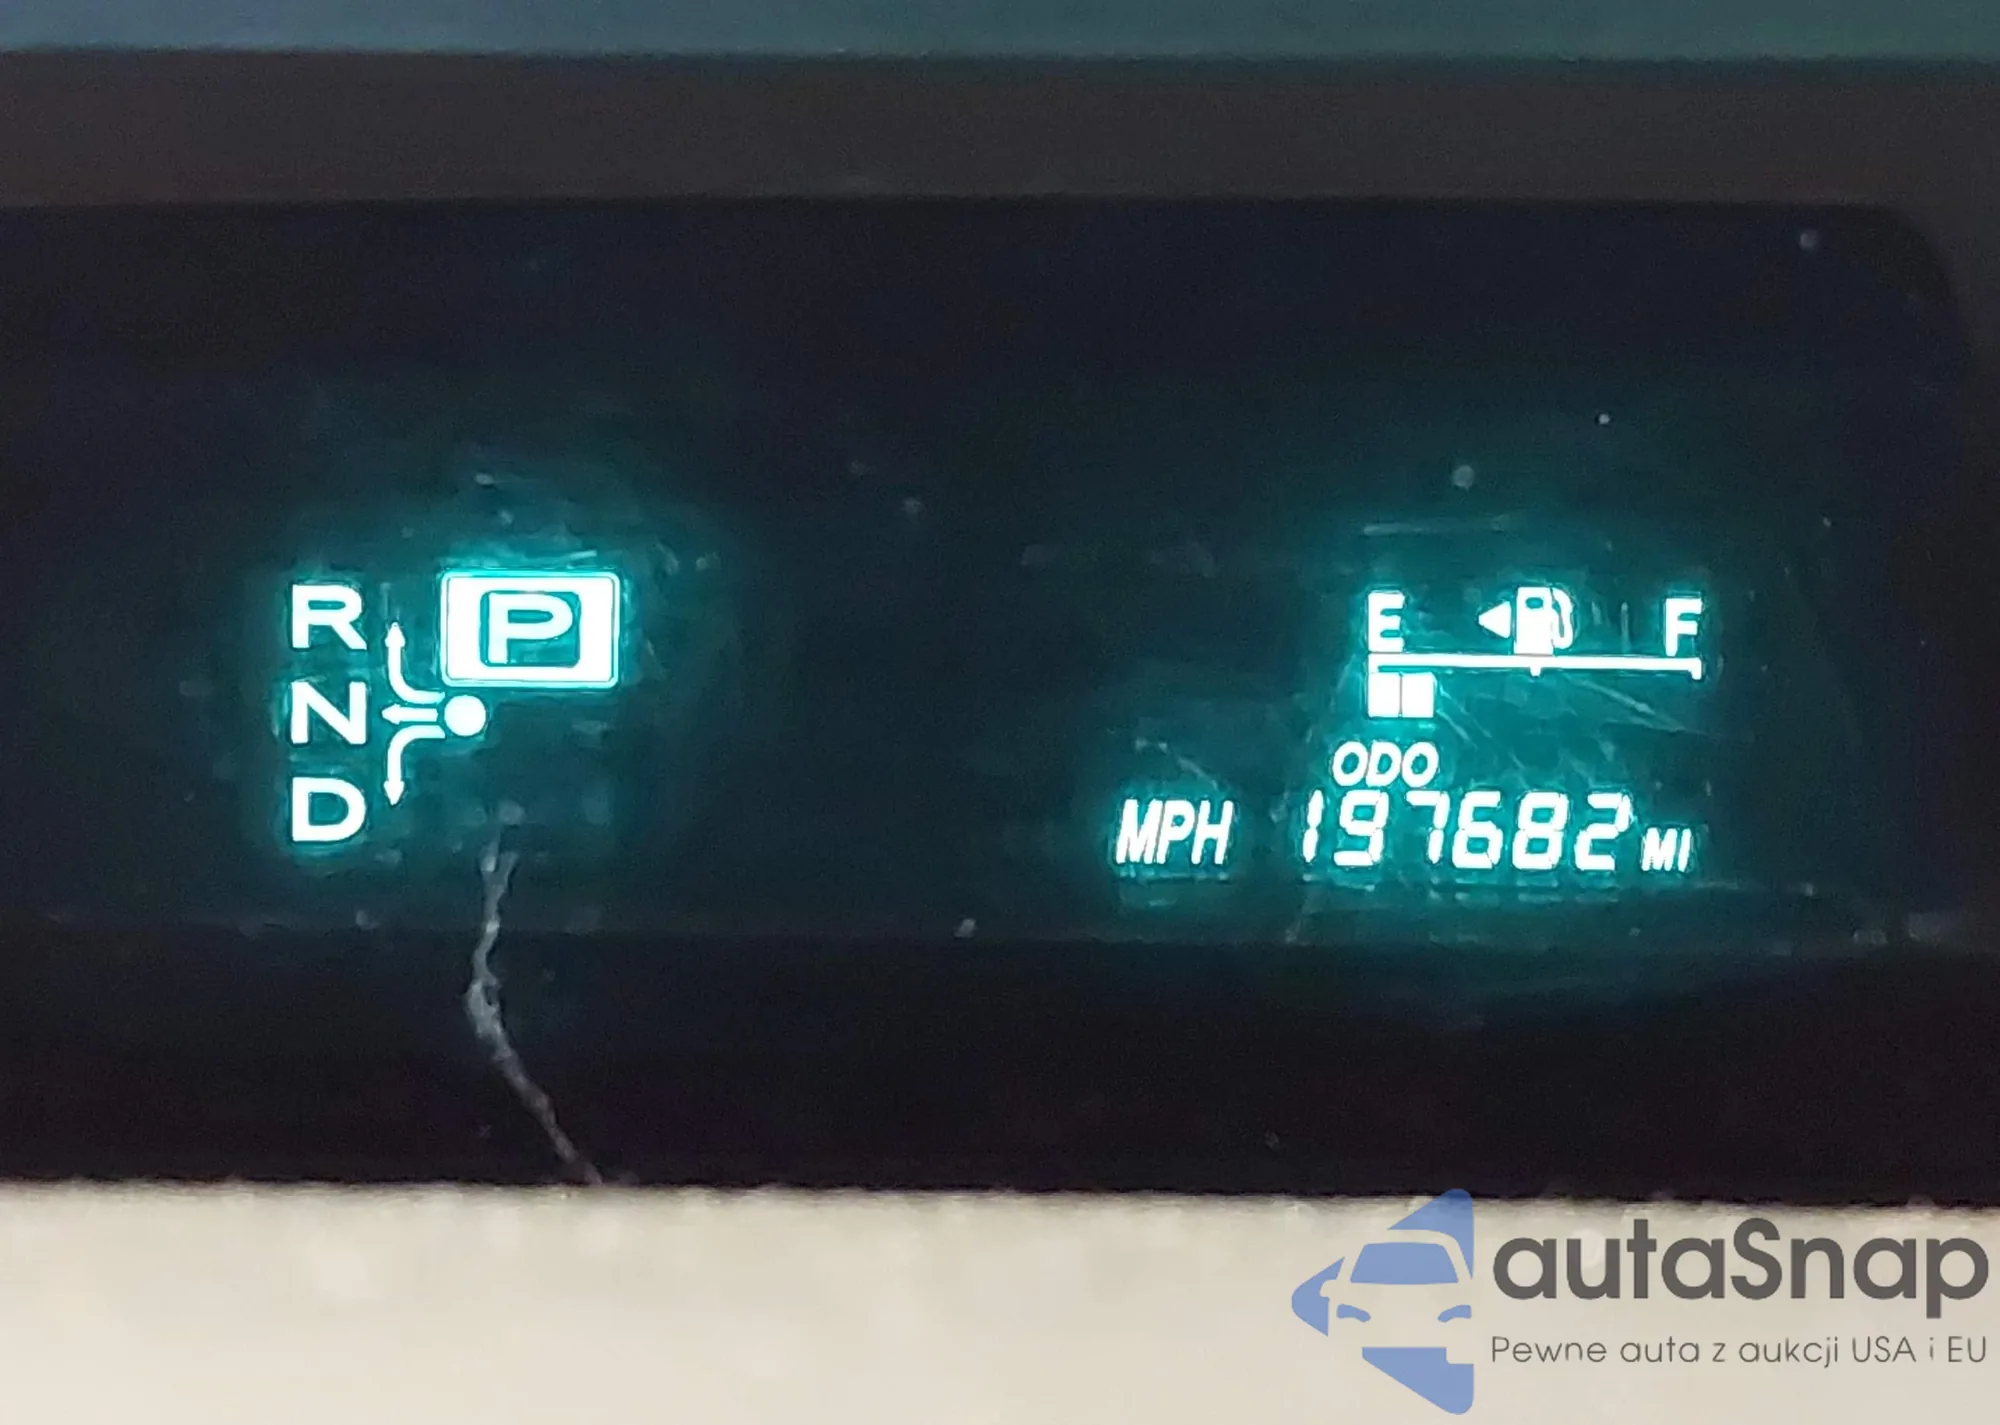 R
P
N
D
E F
ODO
MPH 197682 MI
autaSnap
Pewne auta z aukcji USA i EU